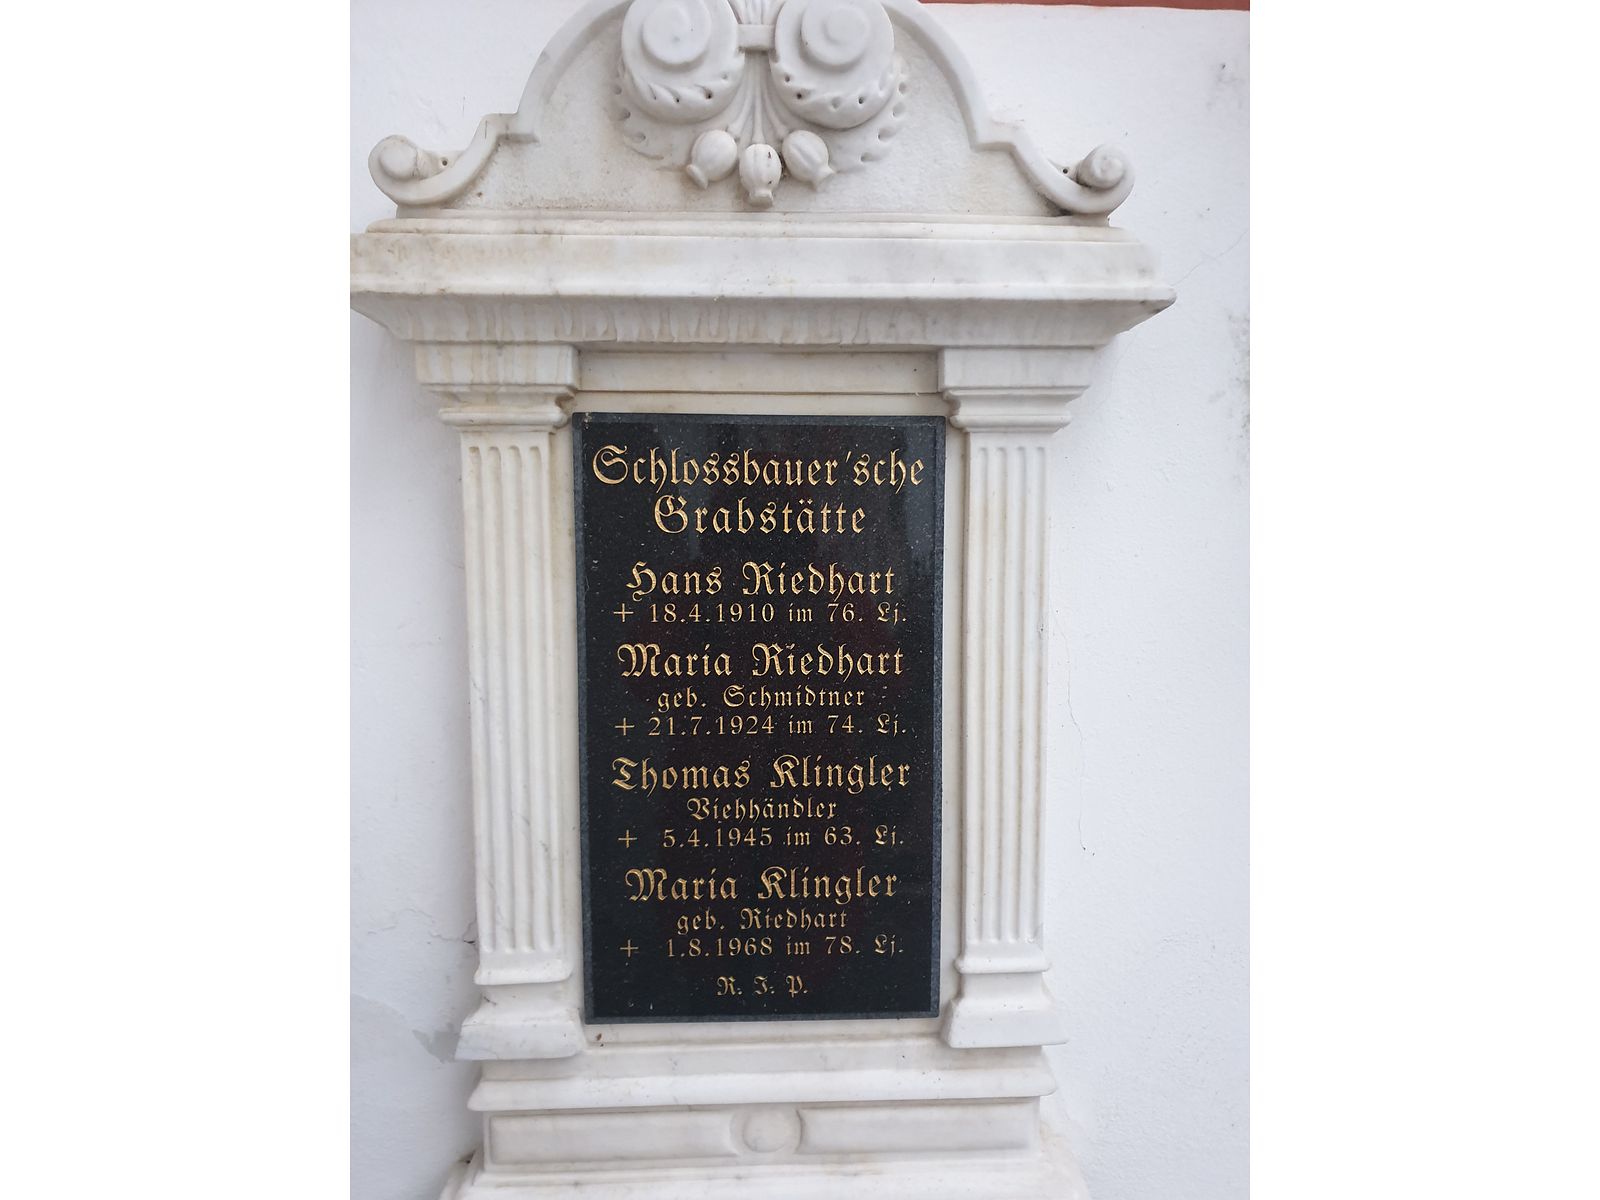 Schlossbauer'sche
Grabstätte
Hans Riedhart
+ 18.4.1910 im 76. Lj.
Maria Riedhart
geb. Schmidtner
+ 21.7.1924 im 74. Lj.
Thomas Klingler
Viehhändler
+ 5.4.1945 im 63. Lj.
Maria Klingler
geb. Riedhart
+ 1.8.1968 im 78. Lj.
R. I. P.